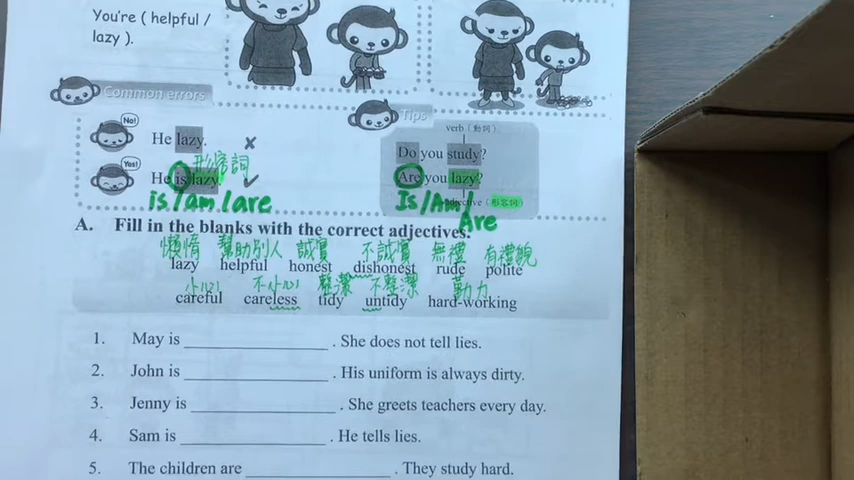 You're ( helpful /
lazy ).
Common errors
No!
He lazy.
形容詞
Yes!
He is lazy
is/am/are
Tips
verb（動詞）
Do you study?
Are you lazy?
Is/Am/
Are
adjective（形容詞）
A. Fill in the blanks with the correct adjectives.
懶惰 幫助別人 誠實 不誠實 無禮 有禮貌
lazy helpful honest dishonest rude polite
小心 不小心 整潔 不整潔 勤力
careful careless tidy untidy hard-working
1. May is ______________ . She does not tell lies.
2. John is ______________ . His uniform is always dirty.
3. Jenny is ______________ . She greets teachers every day.
4. Sam is ______________ . He tells lies.
5. The children are ______________ . They study hard.